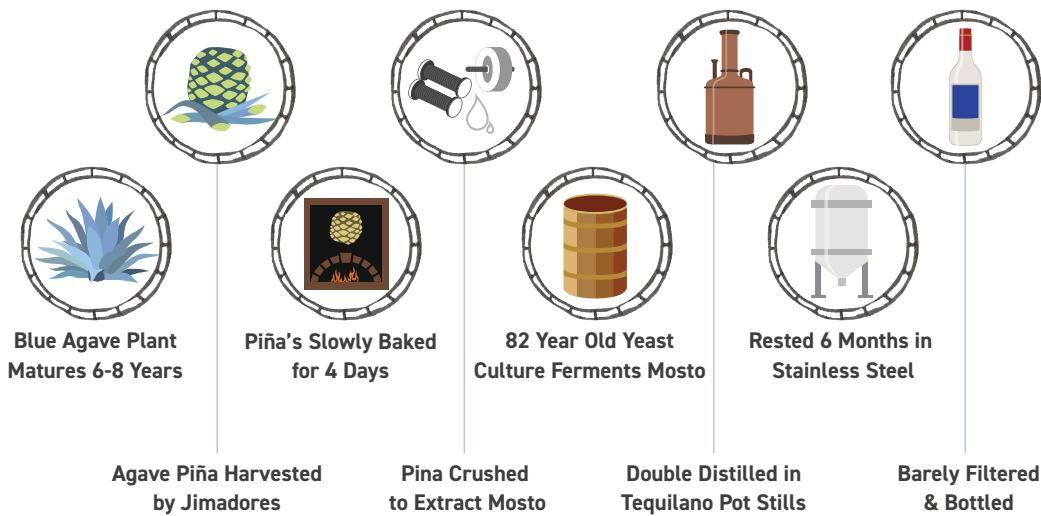 Blue Agave Plant
Matures 6-8 Years
Agave Piña Harvested
by Jimadores
Piña's Slowly Baked
for 4 Days
Pina Crushed
to Extract Mosto
82 Year Old Yeast
Culture Ferments Mosto
Double Distilled in
Tequilano Pot Stills
Rested 6 Months in
Stainless Steel
Barely Filtered
& Bottled